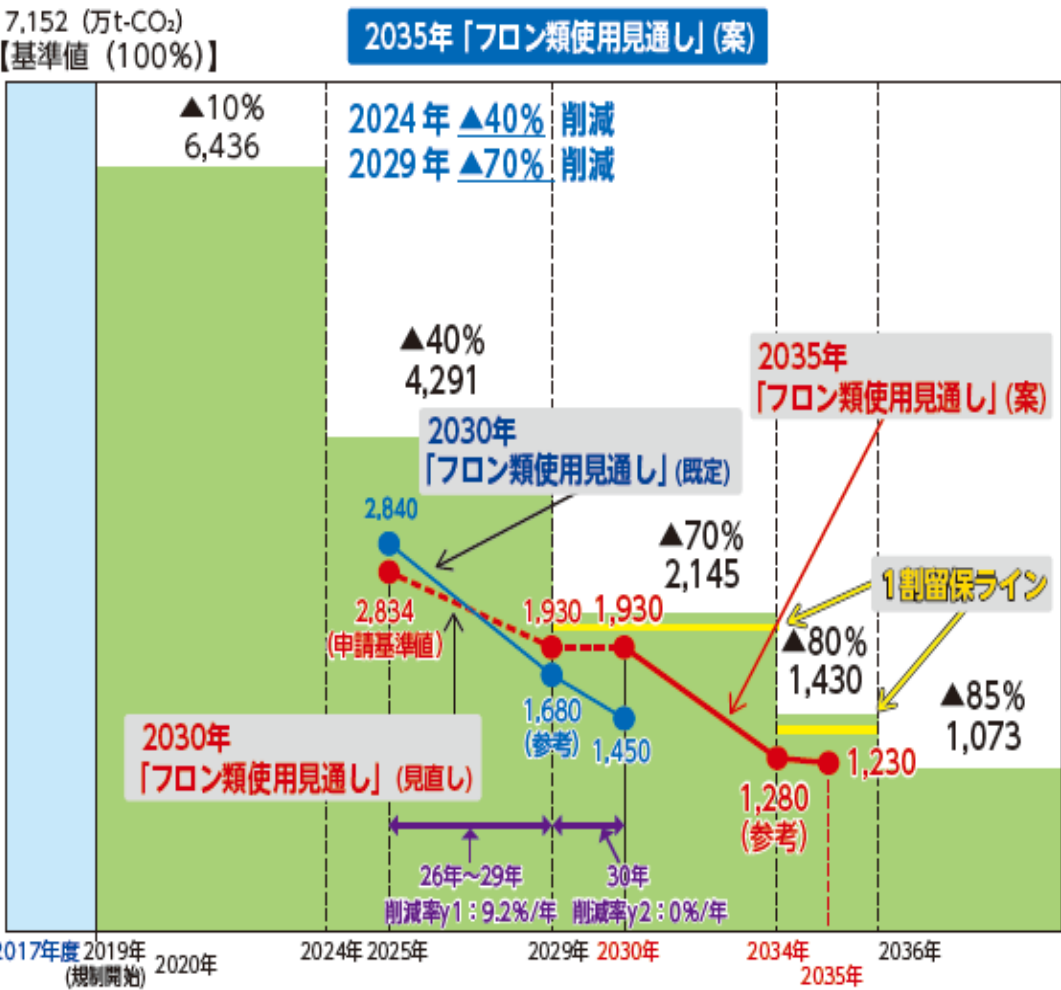 7,152 (万t-CO₂)
【基準値（100%）】
2035年「フロン類使用見通し」(案)
▲10%
6,436
2024年 ▲40% 削減
2029年 ▲70% 削減
▲40%
4,291
2035年
「フロン類使用見通し」(案)
2030年
「フロン類使用見通し」(既定)
2,840
▲70%
2,145
1割留保ライン
2,834
(申請基準値)
1,930
1,930
▲80%
1,430
▲85%
1,073
1,680
(参考)
1,450
2030年
「フロン類使用見通し」(見直し)
1,280
(参考)
1,230
26年～29年
削減率y1：9.2%/年
30年
削減率y2：0%/年
2017年度
2019年
(規制開始)
2020年
2024年
2025年
2029年
2030年
2034年
2035年
2036年